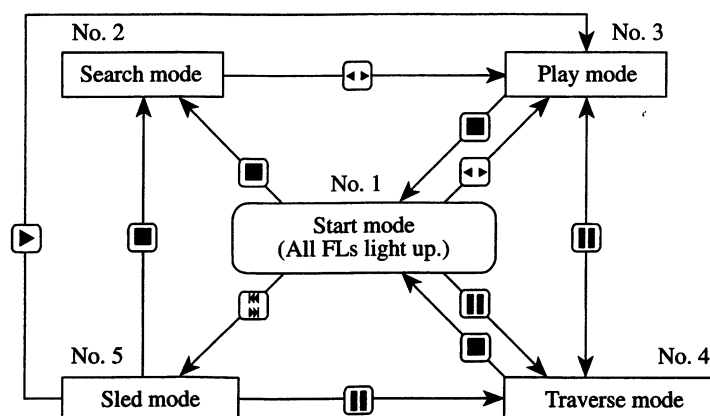 No. 2
No. 3
Search mode
Play mode
No. 1
Start mode
(All FLs light up.)
No. 5
No. 4
Sled mode
Traverse mode